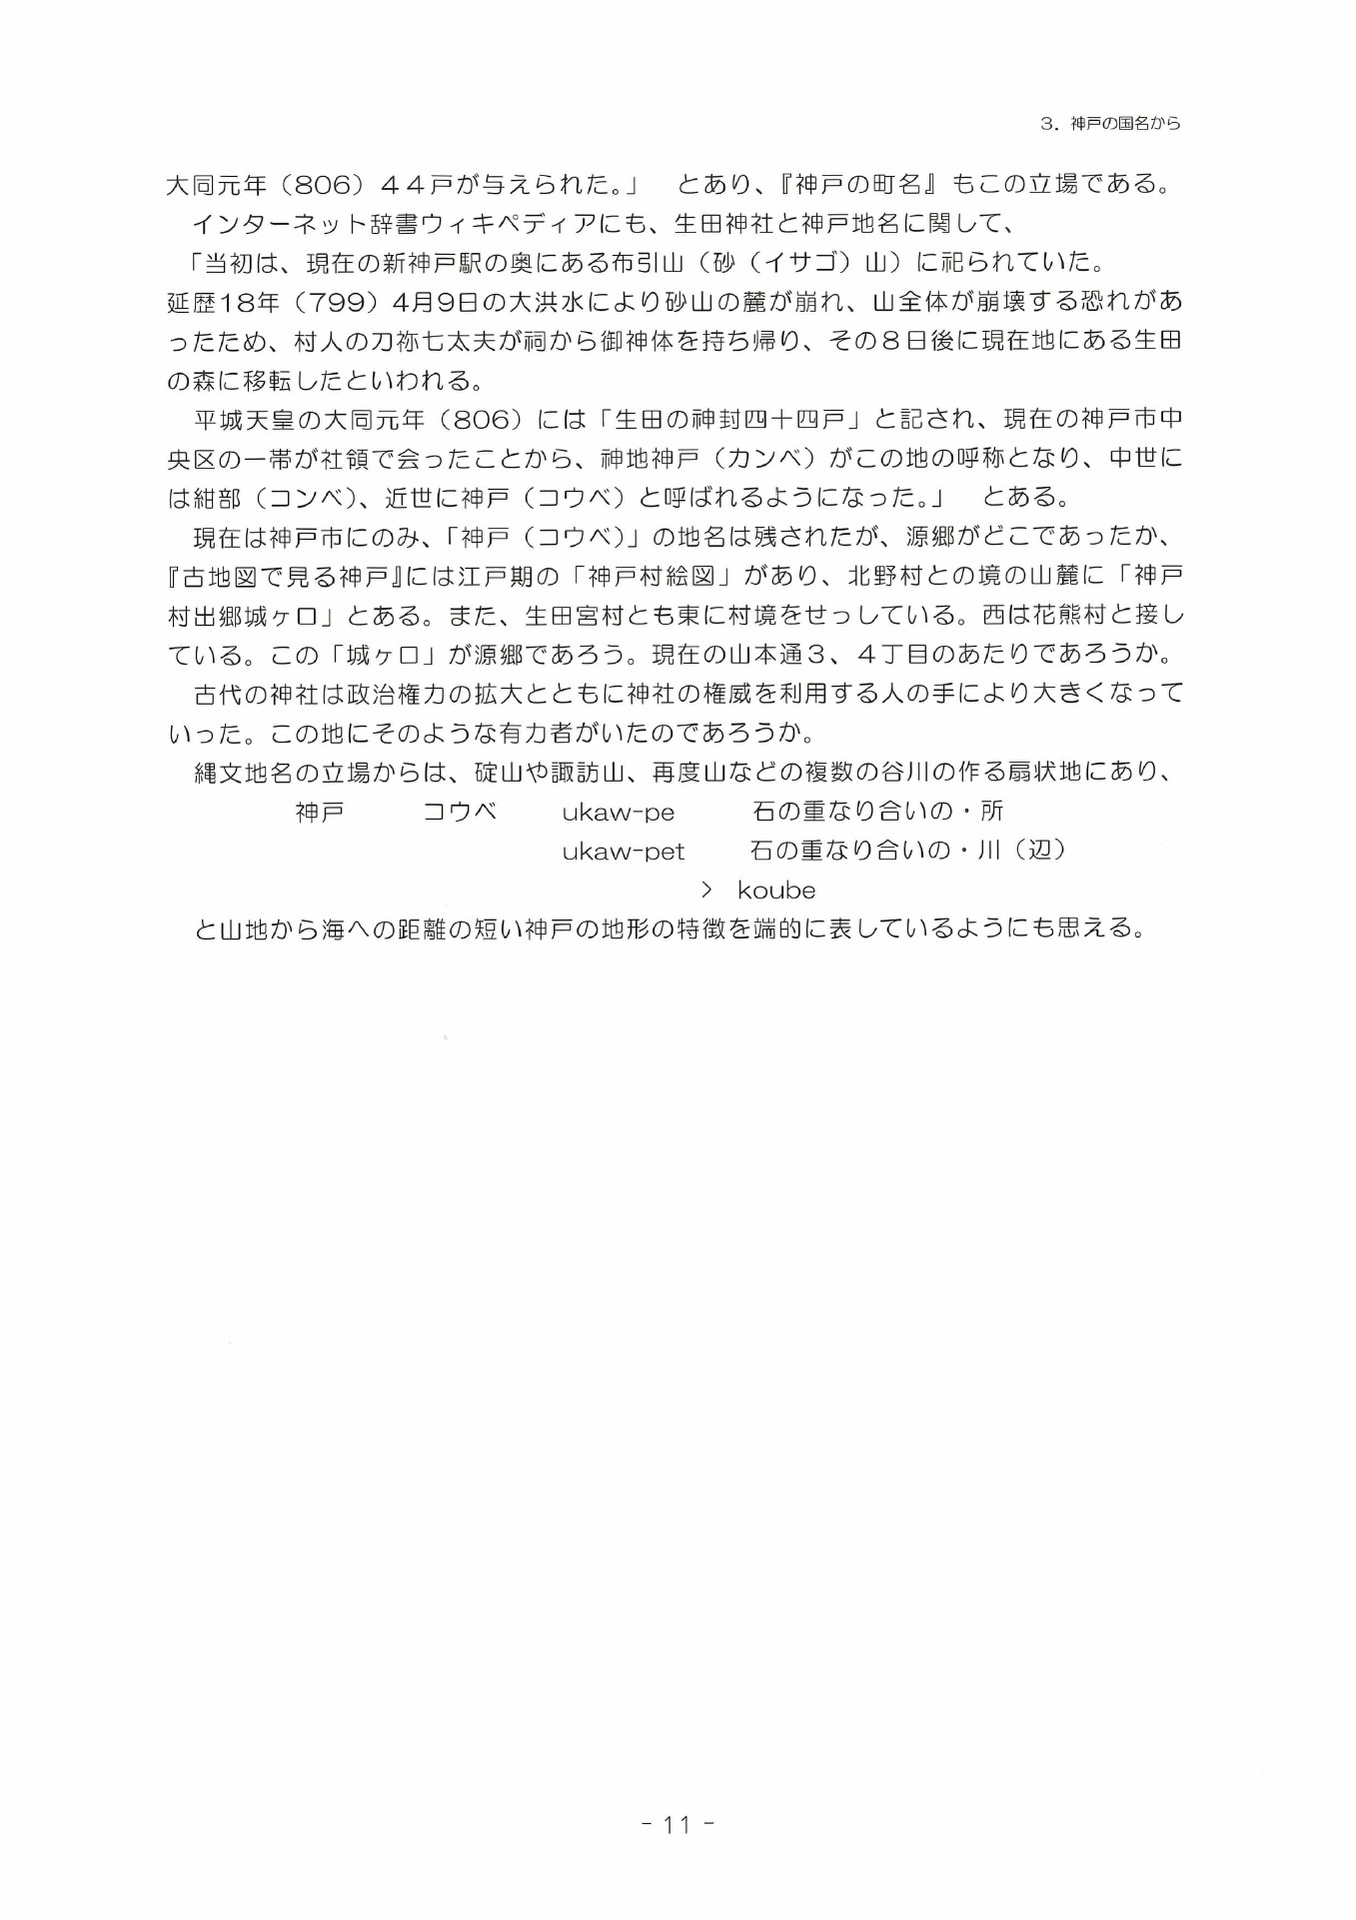 3．神戸の国名から
大同元年（806）４４戸が与えられた。」　とあり、『神戸の町名』もこの立場である。
　インターネット辞書ウィキペディアにも、生田神社と神戸地名に関して、
　「当初は、現在の新神戸駅の奥にある布引山（砂（イサゴ）山）に祀られていた。
延歴18年（799）4月9日の大洪水により砂山の麓が崩れ、山全体が崩壊する恐れがあ
ったため、村人の刀祢七太夫が祠から御神体を持ち帰り、その８日後に現在地にある生田
の森に移転したといわれる。
　平城天皇の大同元年（806）には「生田の神封四十四戸」と記され、現在の神戸市中
央区の一帯が社領で会ったことから、神地神戸（カンベ）がこの地の呼称となり、中世に
は紺部（コンベ）、近世に神戸（コウベ）と呼ばれるようになった。」　とある。
　現在は神戸市にのみ、「神戸（コウベ）」の地名は残されたが、源郷がどこであったか、
『古地図で見る神戸』には江戸期の「神戸村絵図」があり、北野村との境の山麓に「神戸
村出郷城ヶ口」とある。また、生田宮村とも東に村境をせっしている。西は花熊村と接し
ている。この「城ヶ口」が源郷であろう。現在の山本通３、４丁目のあたりであろうか。
　古代の神社は政治権力の拡大とともに神社の権威を利用する人の手により大きくなって
いった。この地にそのような有力者がいたのであろうか。
　縄文地名の立場からは、碇山や諏訪山、再度山などの複数の谷川の作る扇状地にあり、
神戸　　　コウベ　　　ukaw-pe　　　石の重なり合いの・所
ukaw-pet　　　石の重なり合いの・川（辺）
＞　koube
　と山地から海への距離の短い神戸の地形の特徴を端的に表しているようにも思える。
- 11 -